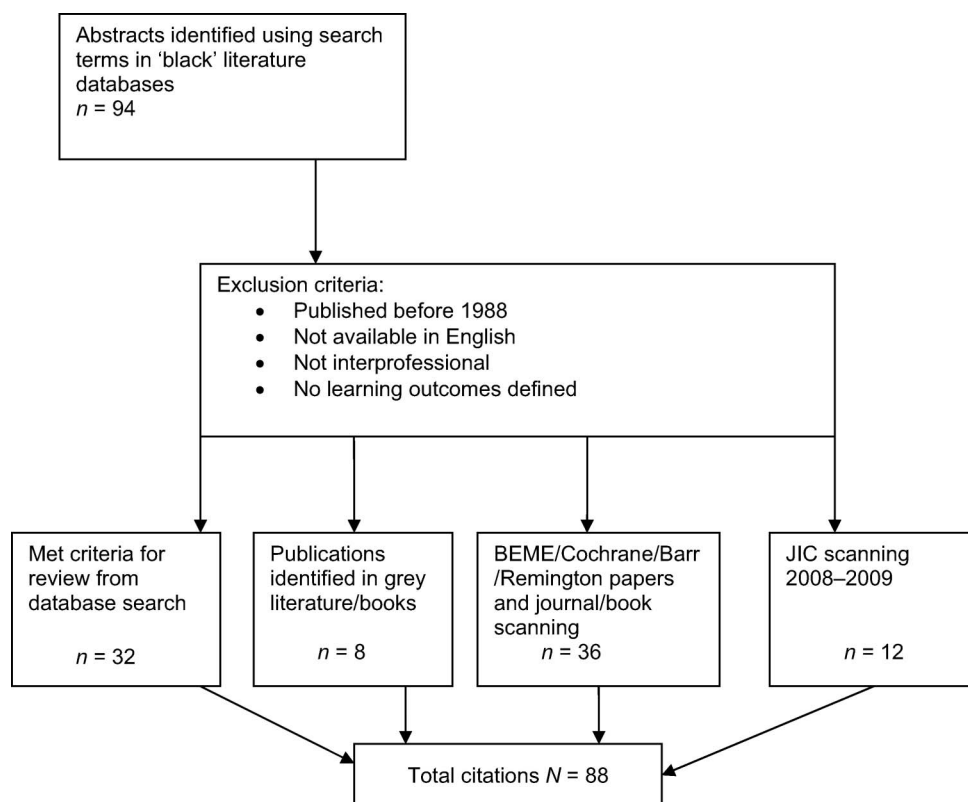 Abstracts identified using search
terms in ‘black’ literature
databases
n = 94
Exclusion criteria:
• Published before 1988
• Not available in English
• Not interprofessional
• No learning outcomes defined
Met criteria for
review from
database search
n = 32
Publications
identified in grey
literature/books
n = 8
BEME/Cochrane/Barr
/Remington papers
and journal/book
scanning
n = 36
JIC scanning
2008–2009
n = 12
Total citations N = 88